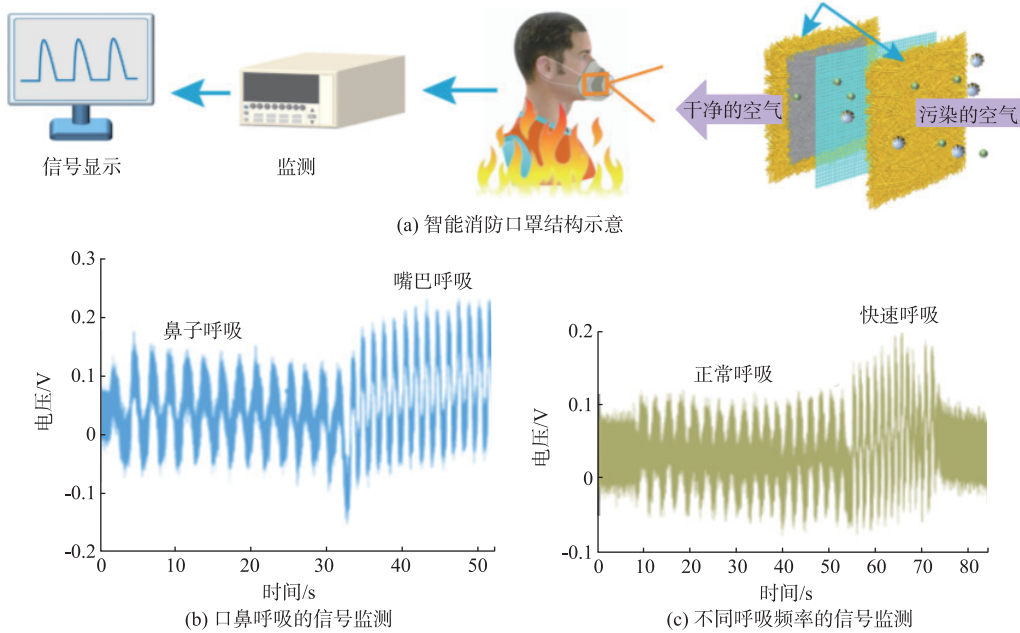 信号显示
监测
干净的空气
污染的空气
(a) 智能消防口罩结构示意
0.3
0.2
0.1
0
-0.1
-0.2
电压/V
鼻子呼吸
嘴巴呼吸
0
10
20
30
40
50
时间/s
(b) 口鼻呼吸的信号监测
0.2
0.1
0
-0.1
电压/V
正常呼吸
快速呼吸
0
10
20
30
40
50
60
70
80
时间/s
(c) 不同呼吸频率的信号监测